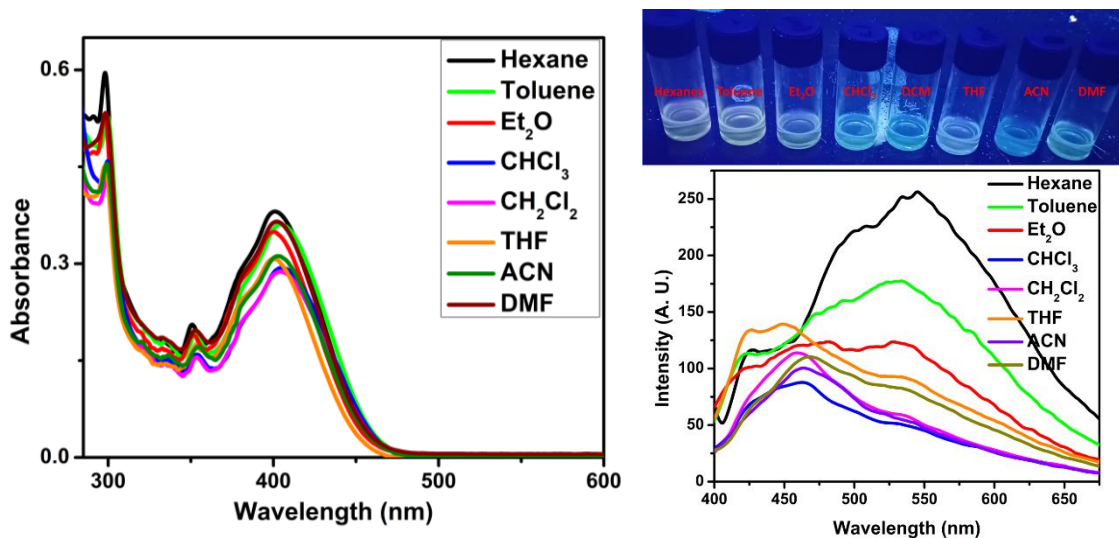 0.6
0.3
0.0
Absorbance
300
400
500
600
Wavelength (nm)
Hexane
Toluene
Et₂O
CHCl₃
CH₂Cl₂
THF
ACN
DMF
Hexanes Toluene Et₂O CHCl₃ DCM THF ACN DMF
250
200
150
100
50
0
Intensity (A. U.)
400
450
500
550
600
650
Wavelength (nm)
Hexane
Toluene
Et₂O
CHCl₃
CH₂Cl₂
THF
ACN
DMF